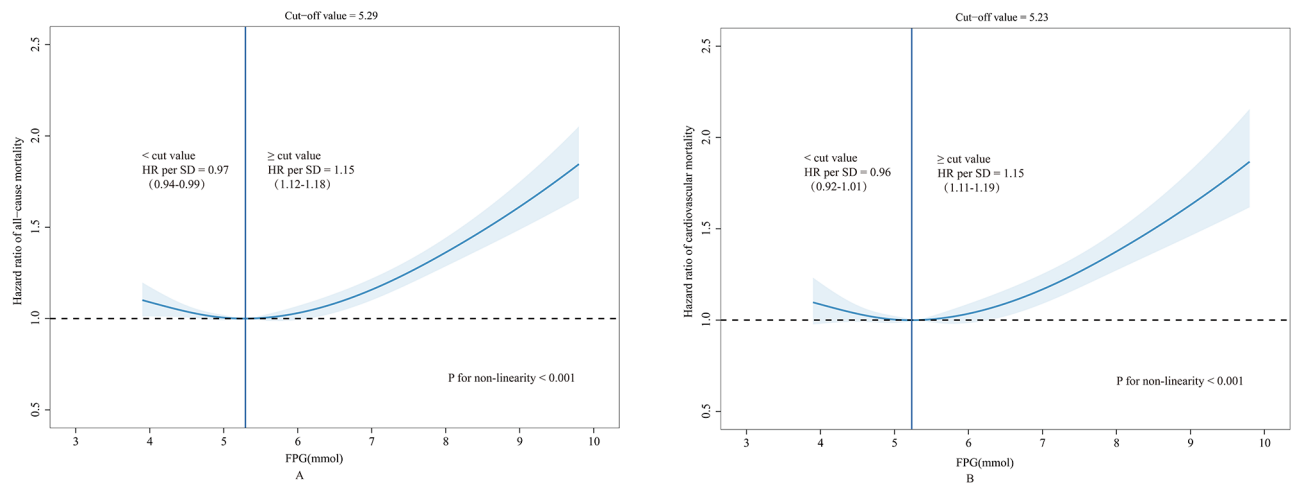 Cut−off value = 5.29
Hazard ratio of all−cause mortality
2.5
2.0
1.5
1.0
0.5
< cut value
HR per SD = 0.97
（0.94-0.99）
≥ cut value
HR per SD = 1.15
（1.12-1.18）
P for non-linearity < 0.001
3 4 5 6 7 8 9 10
FPG(mmol)
A
Cut−off value = 5.23
Hazard ratio of cardiovascular mortality
2.5
2.0
1.5
1.0
0.5
< cut value
HR per SD = 0.96
（0.92-1.01）
≥ cut value
HR per SD = 1.15
（1.11-1.19）
P for non-linearity < 0.001
3 4 5 6 7 8 9 10
FPG(mmol)
B